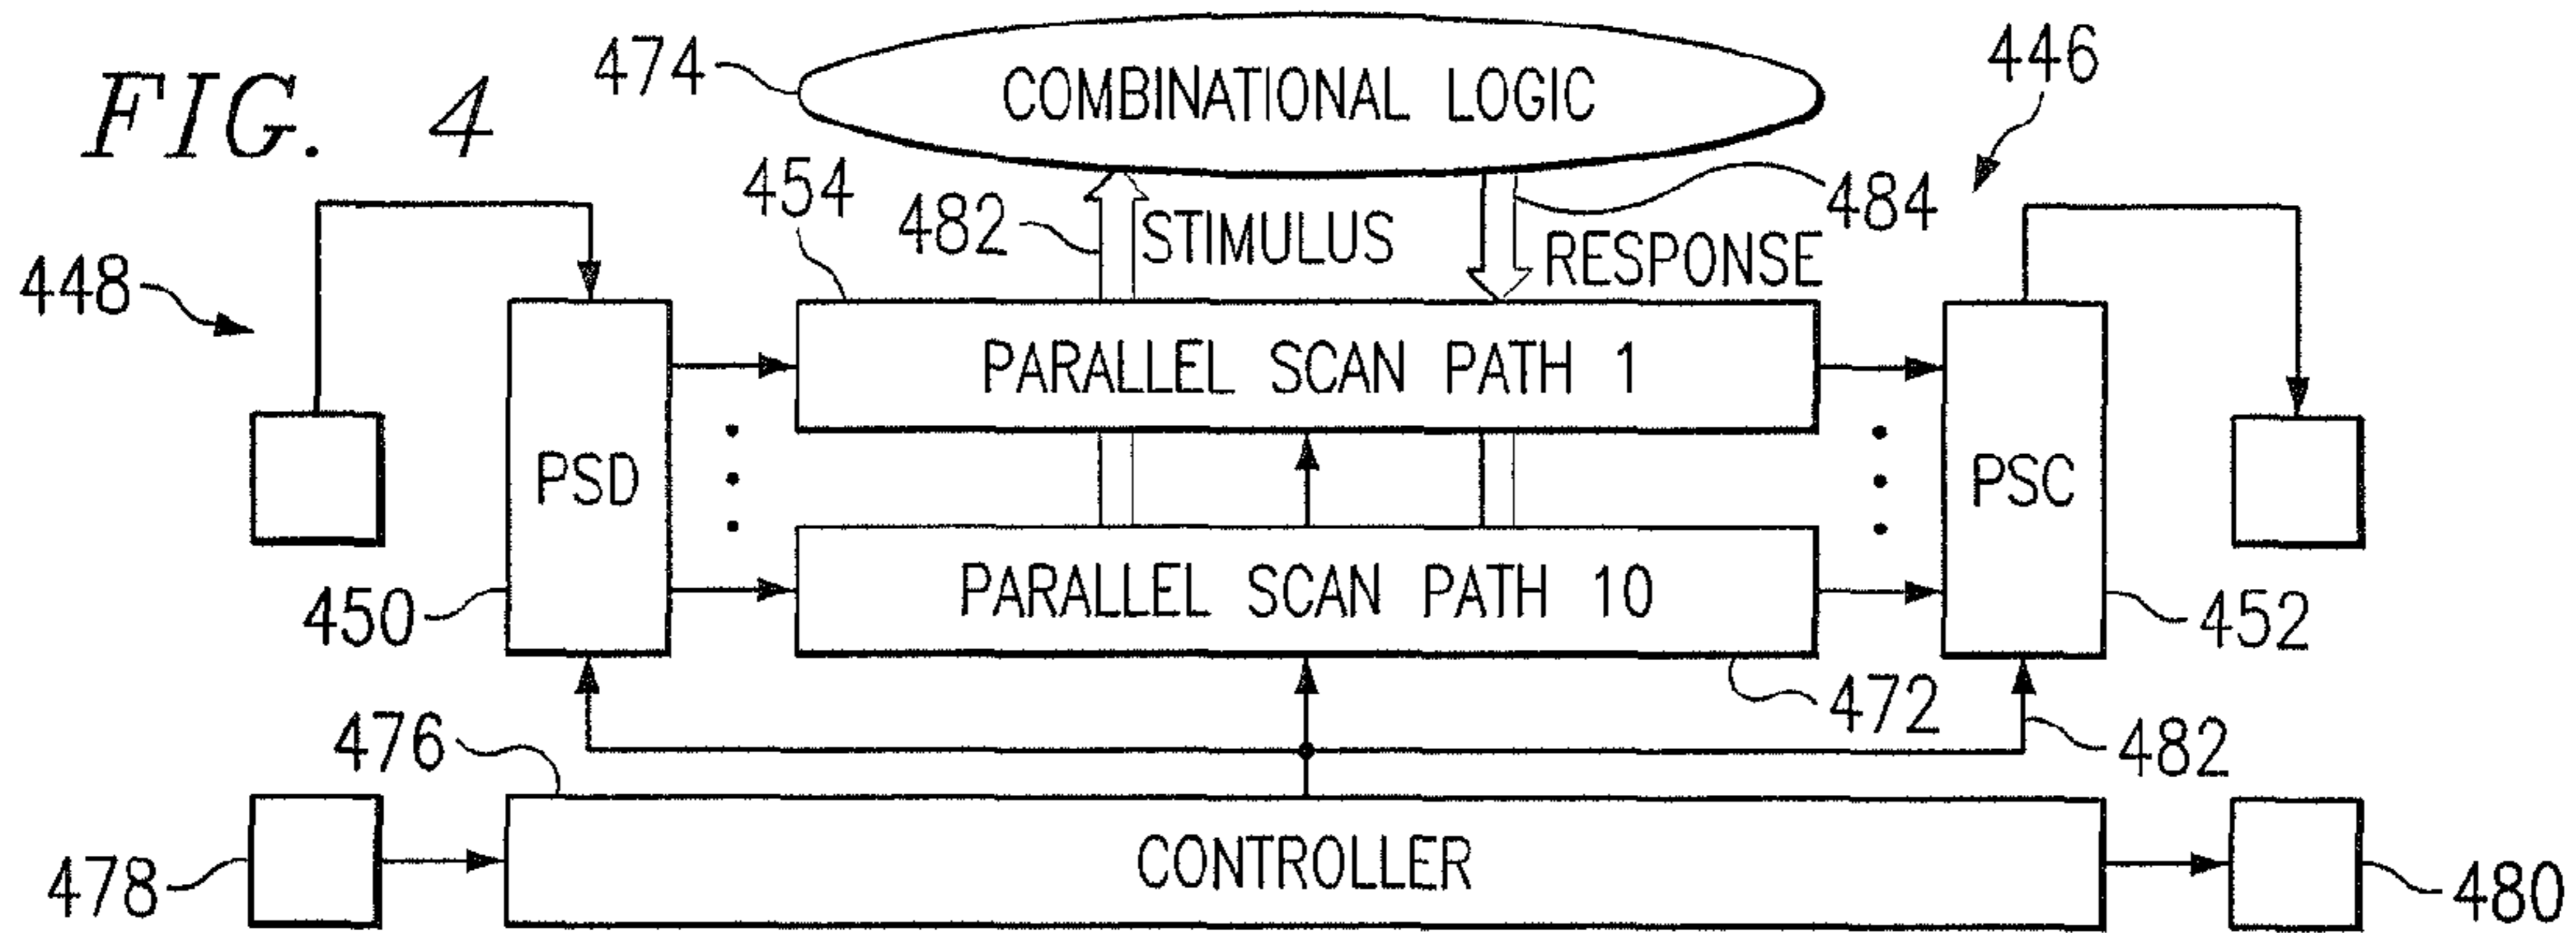 FIG. 4
474
COMBINATIONAL LOGIC
446
454
482
STIMULUS
484
RESPONSE
448
PARALLEL SCAN PATH 1
PSD
PSC
PARALLEL SCAN PATH 10
450
452
472
476
482
478
CONTROLLER
480